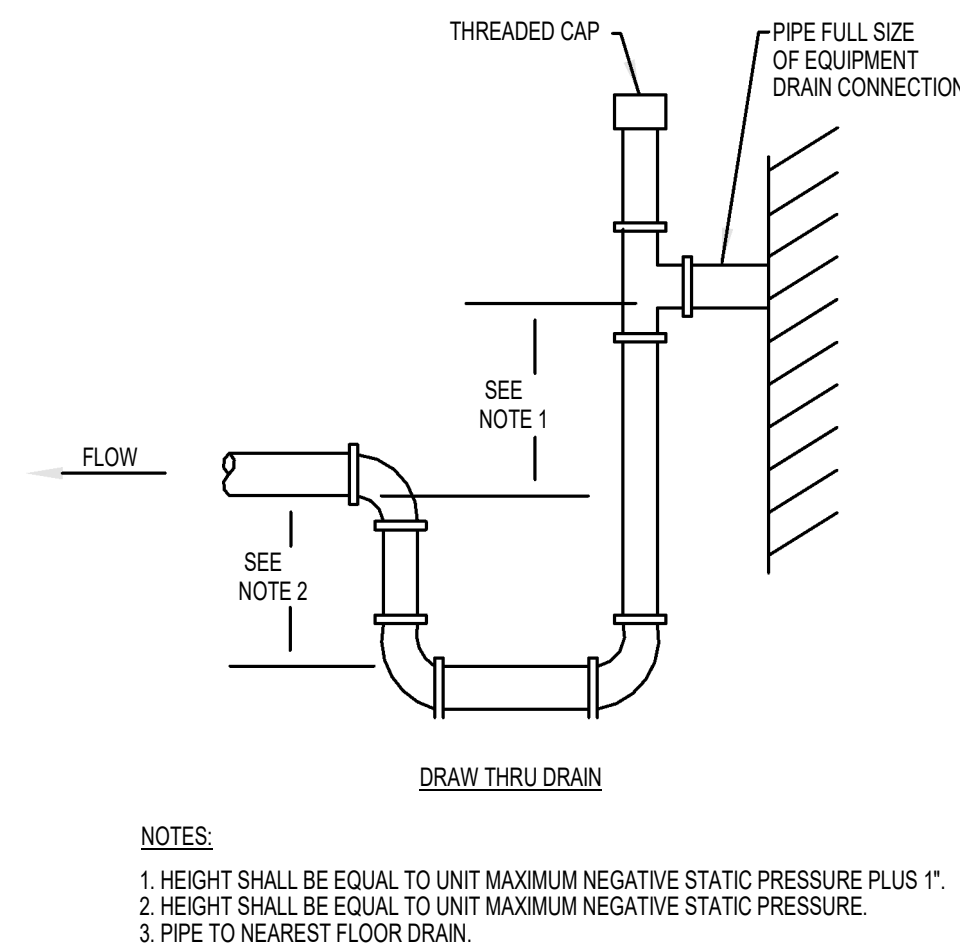 THREADED CAP
PIPE FULL SIZE
OF EQUIPMENT
DRAIN CONNECTION
SEE
NOTE 1
FLOW
SEE
NOTE 2
DRAW THRU DRAIN
NOTES:
1. HEIGHT SHALL BE EQUAL TO UNIT MAXIMUM NEGATIVE STATIC PRESSURE PLUS 1".
2. HEIGHT SHALL BE EQUAL TO UNIT MAXIMUM NEGATIVE STATIC PRESSURE.
3. PIPE TO NEAREST FLOOR DRAIN.